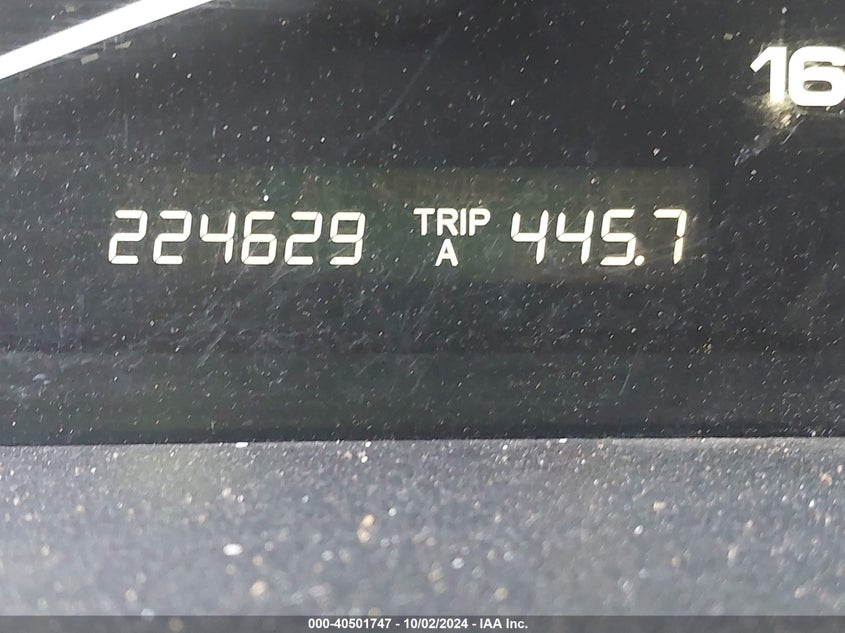 16
224629 TRIP A 445.7
000-40501747 - 10/02/2024 - IAA Inc.